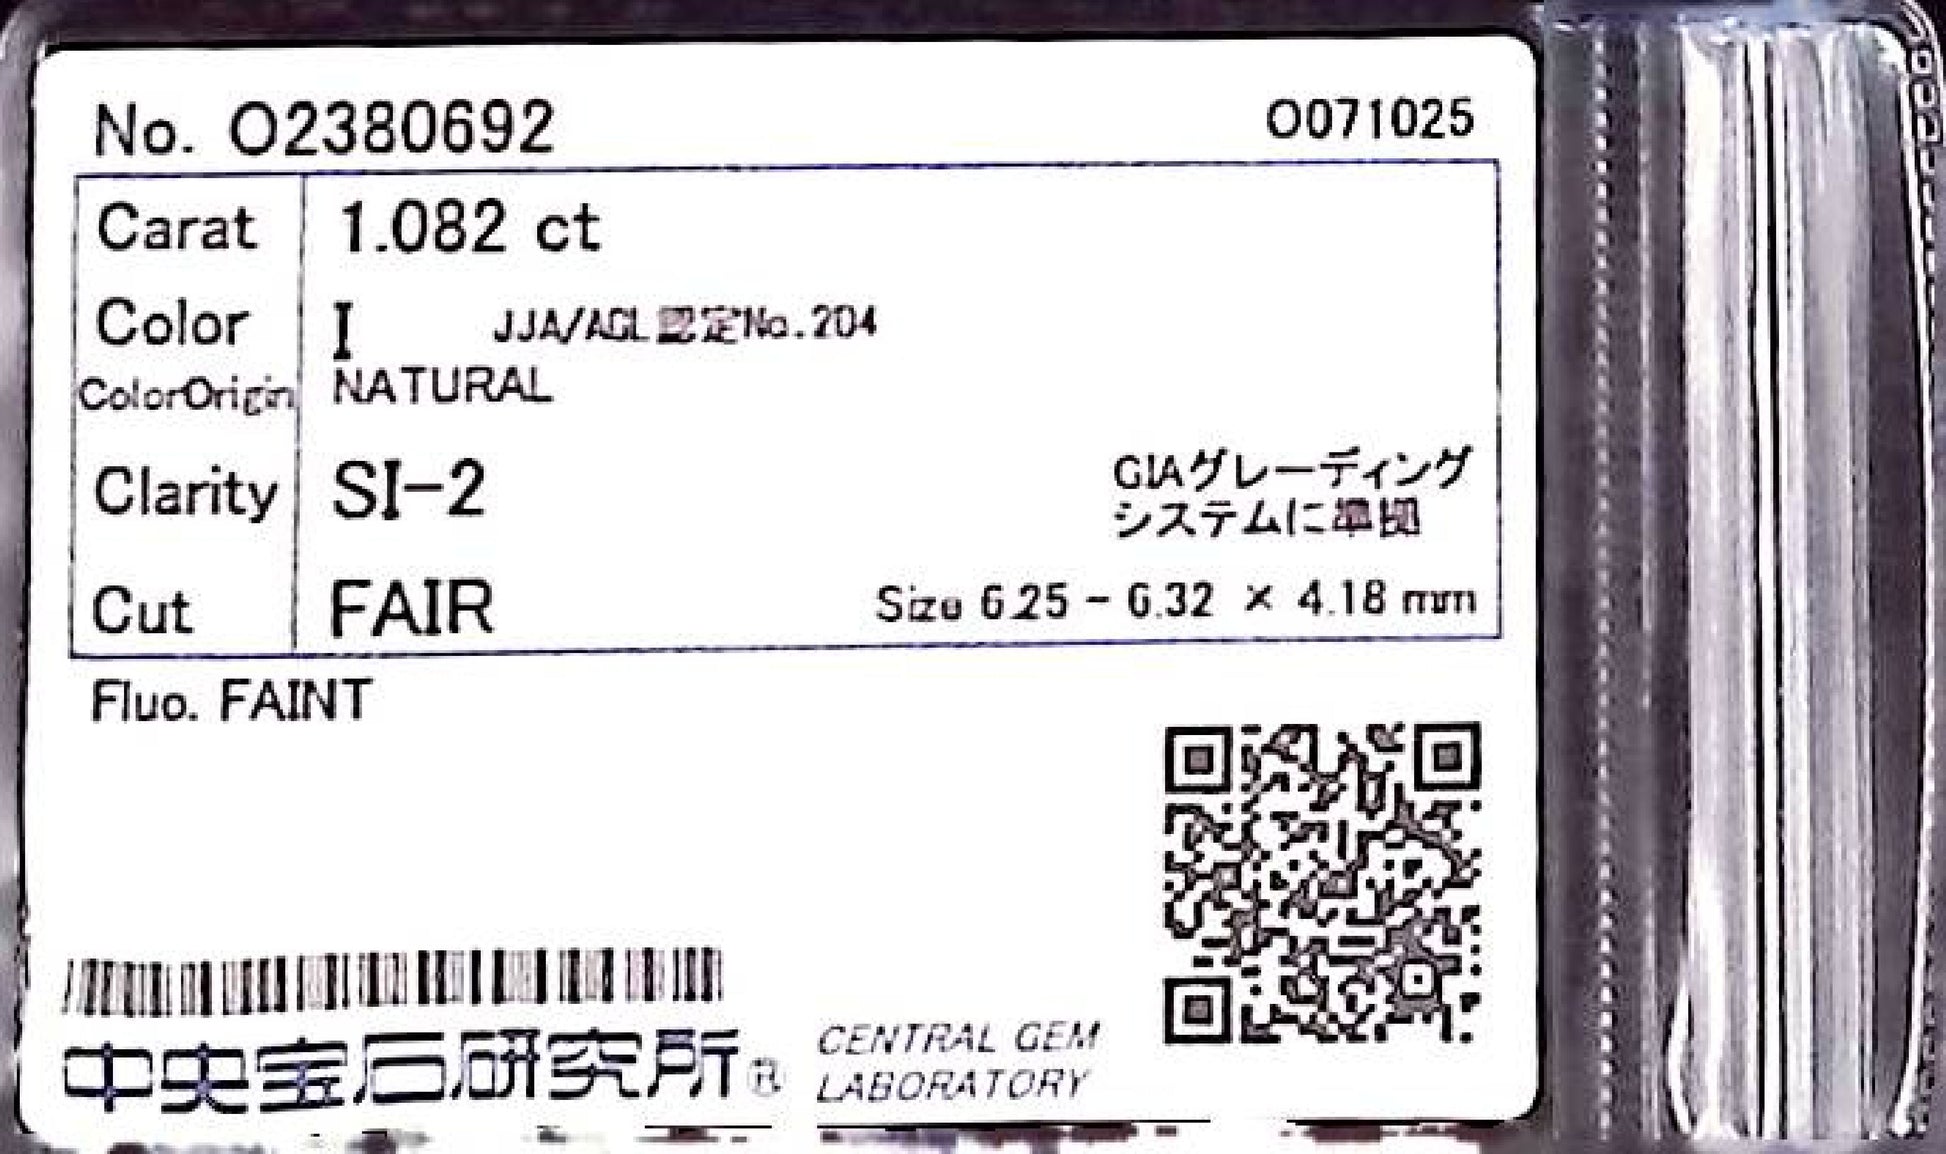 No. O2380692
O071025
Carat 1.082 ct
Color I JJA/AGL認定No.204
ColorOrigin NATURAL
Clarity SI-2
GIAグレーディング
システムに準拠
Cut FAIR
Size 6.25 - 6.32 × 4.18 mm
Fluo. FAINT
中央宝石研究所®
CENTRAL GEM
LABORATORY